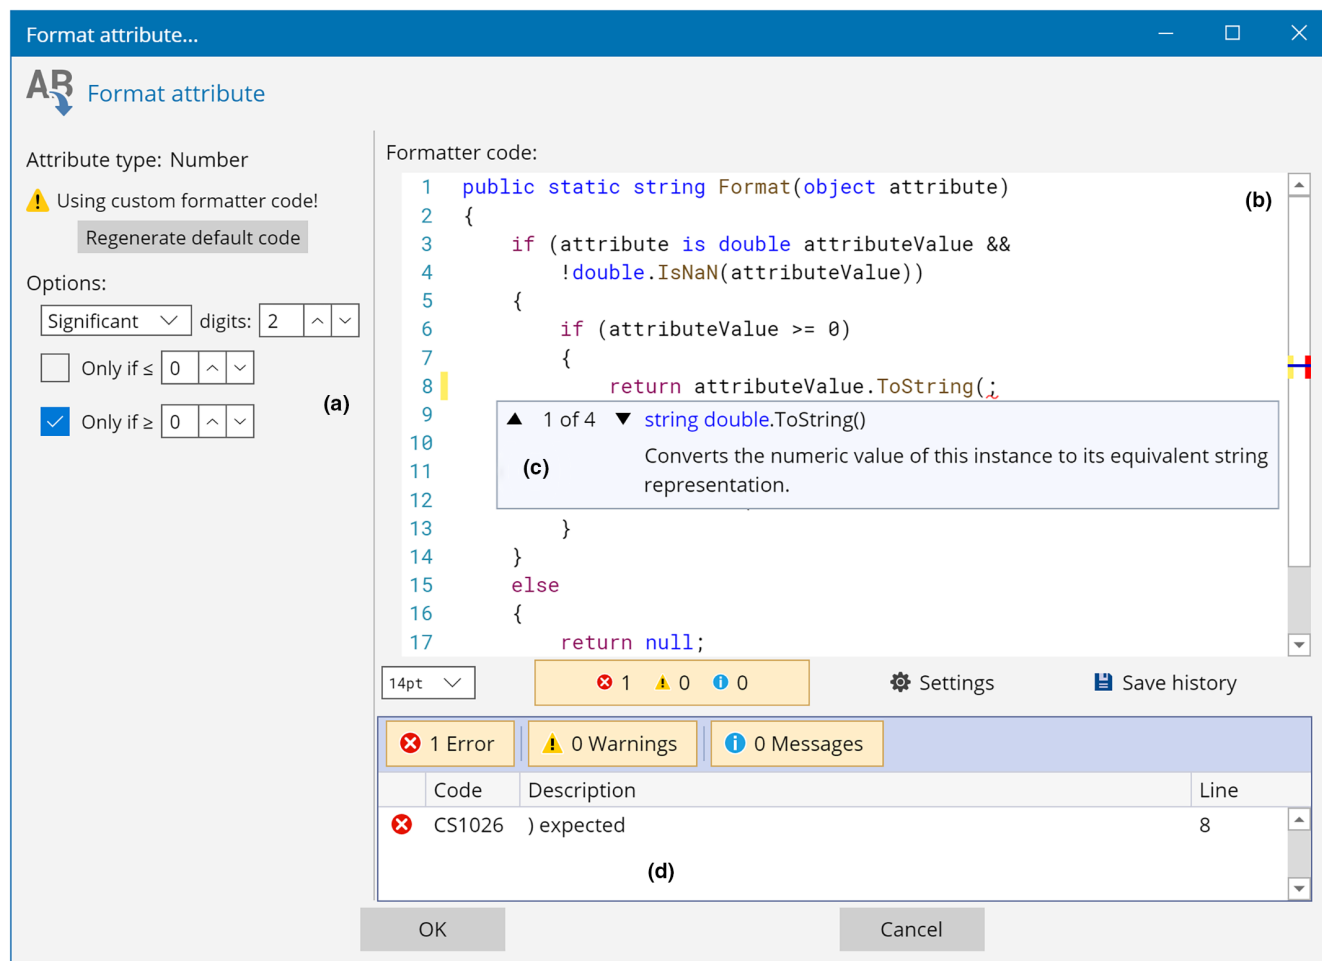 Format attribute...
AB
Format attribute
Attribute type: Number
Using custom formatter code!
Regenerate default code
Options:
Significant digits: 2
Only if ≤ 0
Only if ≥ 0
(a)
Formatter code:
(b)
1 public static string Format(object attribute)
2 {
3 if (attribute is double attributeValue &&
4 !double.IsNaN(attributeValue))
5 {
6 if (attributeValue >= 0)
7 {
8 return attributeValue.ToString(;
9
10
11
12
1 of 4 string double.ToString()
(c)
Converts the numeric value of this instance to its equivalent string
representation.
13 }
14 }
15 else
16 {
17 return null;
14pt 1 0 0 Settings Save history
1 Error 0 Warnings 0 Messages
Code Description Line
CS1026 ) expected 8
(d)
OK Cancel